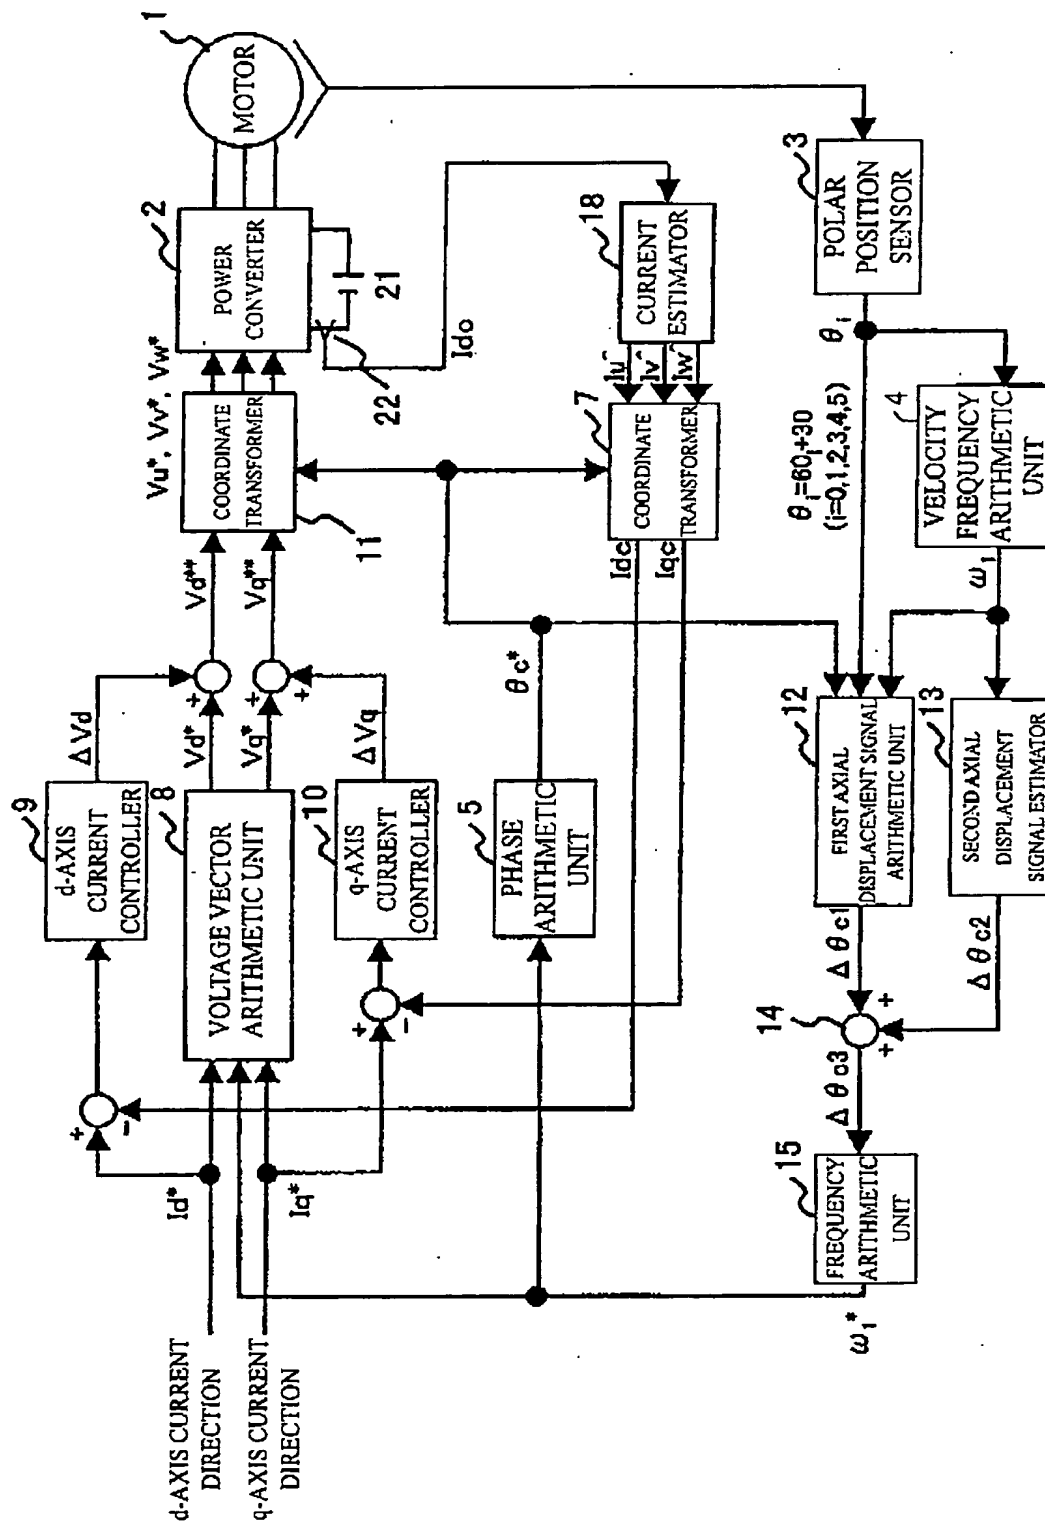 1
MOTOR
2
POWER
CONVERTER
21
22
Vu*, Vv*, Vw*
COORDINATE
TRANSFORMER
11
Vd**
Vq**
+
+
+
+
ΔVd
Vd*
Vq*
ΔVq
9
d-AXIS
CURRENT
CONTROLLER
8
VOLTAGE VECTOR
ARITHMETIC UNIT
10
q-AXIS
CURRENT
CONTROLLER
+
-
+
-
Id*
Iq*
d-AXIS CURRENT
DIRECTION
q-AXIS CURRENT
DIRECTION
Idc
18
CURRENT
ESTIMATOR
Iu^
Iv^
Iw^
7
COORDINATE
TRANSFORMER
Idc
Iqc
θc*
5
PHASE
ARITHMETIC
UNIT
3
POLAR
POSITION
SENSOR
θi
θi=60i+30
(i=0,1,2,3,4,5)
4
VELOCITY
FREQUENCY
ARITHMETIC
UNIT
ω1
12
FIRST AXIAL
DISPLACEMENT SIGNAL
ARITHMETIC UNIT
13
SECOND AXIAL
DISPLACEMENT
SIGNAL ESTIMATOR
Δθc1
Δθc2
14
+
+
Δθc3
15
FREQUENCY
ARITHMETIC
UNIT
ω1*